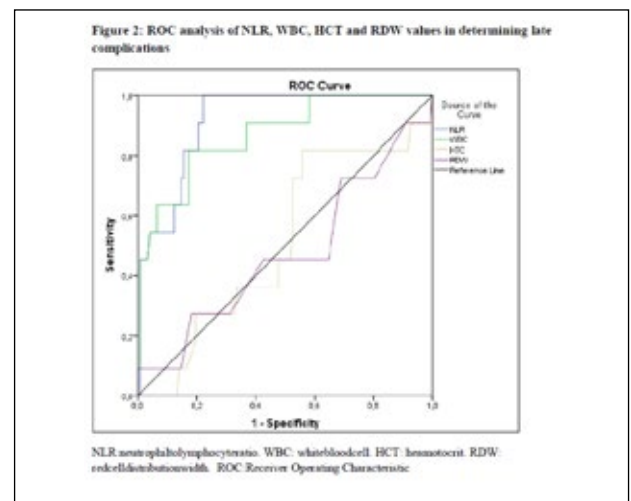 Figure 2: ROC analysis of NLR, WBC, HCT and RDW values in determining late
complications
ROC Curve
Source of the
Curve
NLR
WBC
HTC
RDW
Reference Line
1,0
0,8
0,6
0,4
0,2
0,0
Sensitivity
0,0 0,2 0,4 0,6 0,8 1,0
1 - Specificity
NLR neutrophiltolymphocyteratio. WBC: whitebloodcell. HCT: hematocrit. RDW:
redcelldistributionwidth. ROC Receiver Operating Characteristic